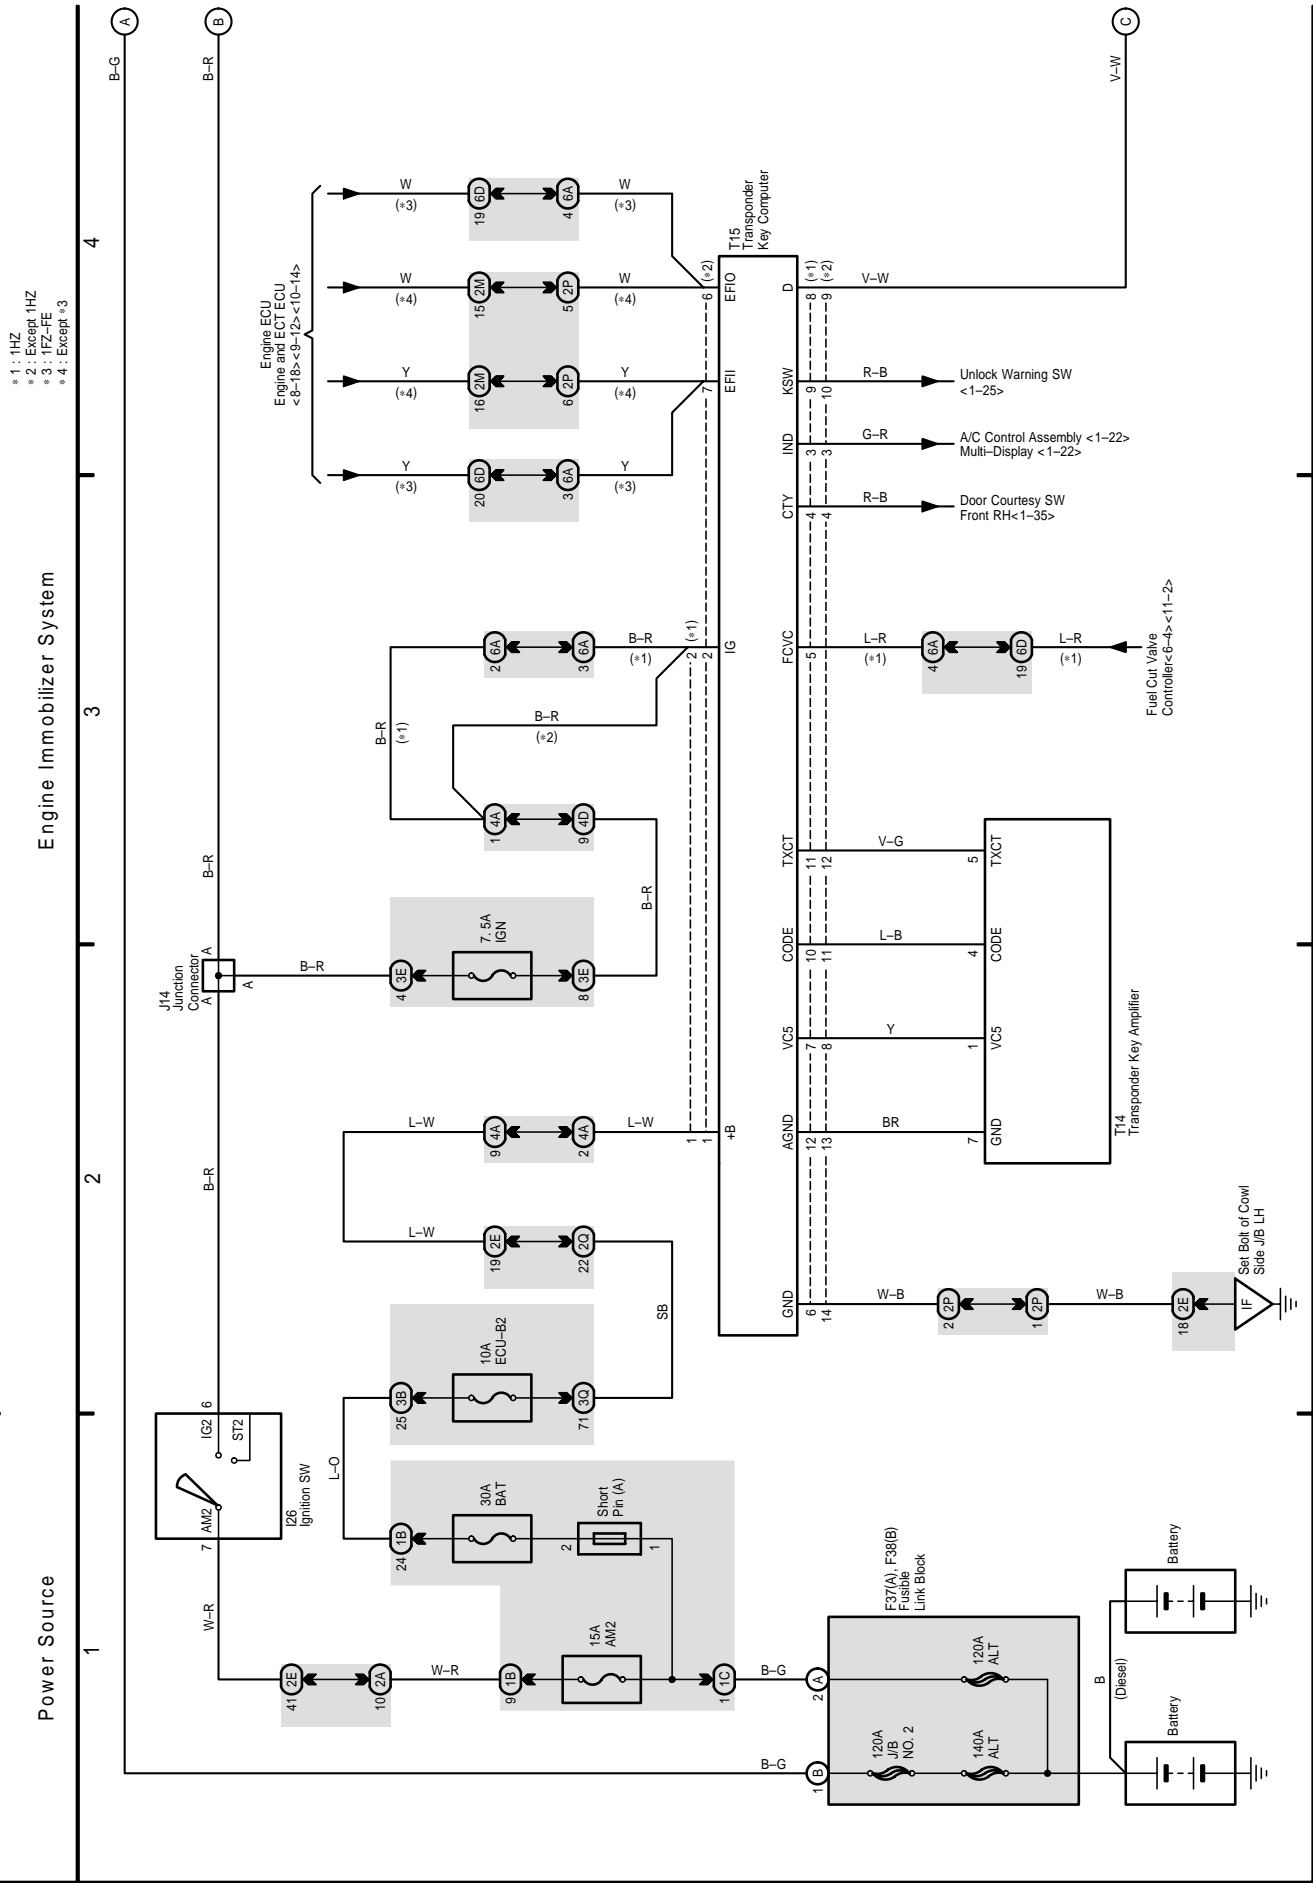 Power Source
Engine Immobilizer System
* 1 : 1HZ
* 2 : Except 1HZ
* 3 : 1FZ–FE
* 4 : Except *3
1
2
3
4
B–G
A
W–R
7 AM2
IG2 6
ST2
I26
Ignition SW
B–R
A
A
A
J14
Junction
Connector
B–R
B–R
B
B–R
41 2E
10 2A
W–R
9 1B
15A
AM2
1 1C
24 1B
30A
BAT
2
Short
Pin (A)
1
L–O
25 3B
10A
ECU–B2
71 3Q
SB
L–W
19 2E
22 2Q
L–W
9 4A
2 4A
L–W
4 3E
7. 5A
IGN
8 3E
B–R
1 4A
9 4D
B–R
(*1)
B–R
(*2)
2 6A
3 6A
B–R
(*1)
Engine ECU
Engine and ECT ECU
<8–18><9–12><10–14>
Y
(*3)
20 6D
3 6A
Y
(*3)
Y
(*4)
16 2M
6 2P
Y
(*4)
W
(*4)
15 2M
5 2P
W
(*4)
W
(*3)
19 6D
4 6A
W
(*3)
1
1
+B
2 (*1)
2
IG
7
EFII
6 (*2)
EFIO
T15
Transponder
Key Computer
GND
6
14
AGND
12
13
VC5
7
8
CODE
10
11
TXCT
11
12
FCVC
5
CTY
4
4
IND
3
3
KSW
9
10
D
8 (*1)
9 (*2)
W–B
2 2P
1 2P
W–B
18 2E
IF
Set Bolt of Cowl
Side J/B LH
BR
Y
L–B
V–G
7
GND
1
VC5
4
CODE
5
TXCT
T14
Transponder Key Amplifier
L–R
(*1)
4 6A
19 6D
L–R
(*1)
Fuel Cut Valve
Controller<6–4><11–2>
R–B
Door Courtesy SW
Front RH<1–35>
G–R
A/C Control Assembly <1–22>
Multi–Display <1–22>
R–B
Unlock Warning SW
<1–25>
V–W
V–W
C
B–G
B–G
1 B
2 A
120A
J/B
NO. 2
140A
ALT
120A
ALT
F37(A), F38(B)
Fusible
Link Block
B
(Diesel)
Battery
Battery